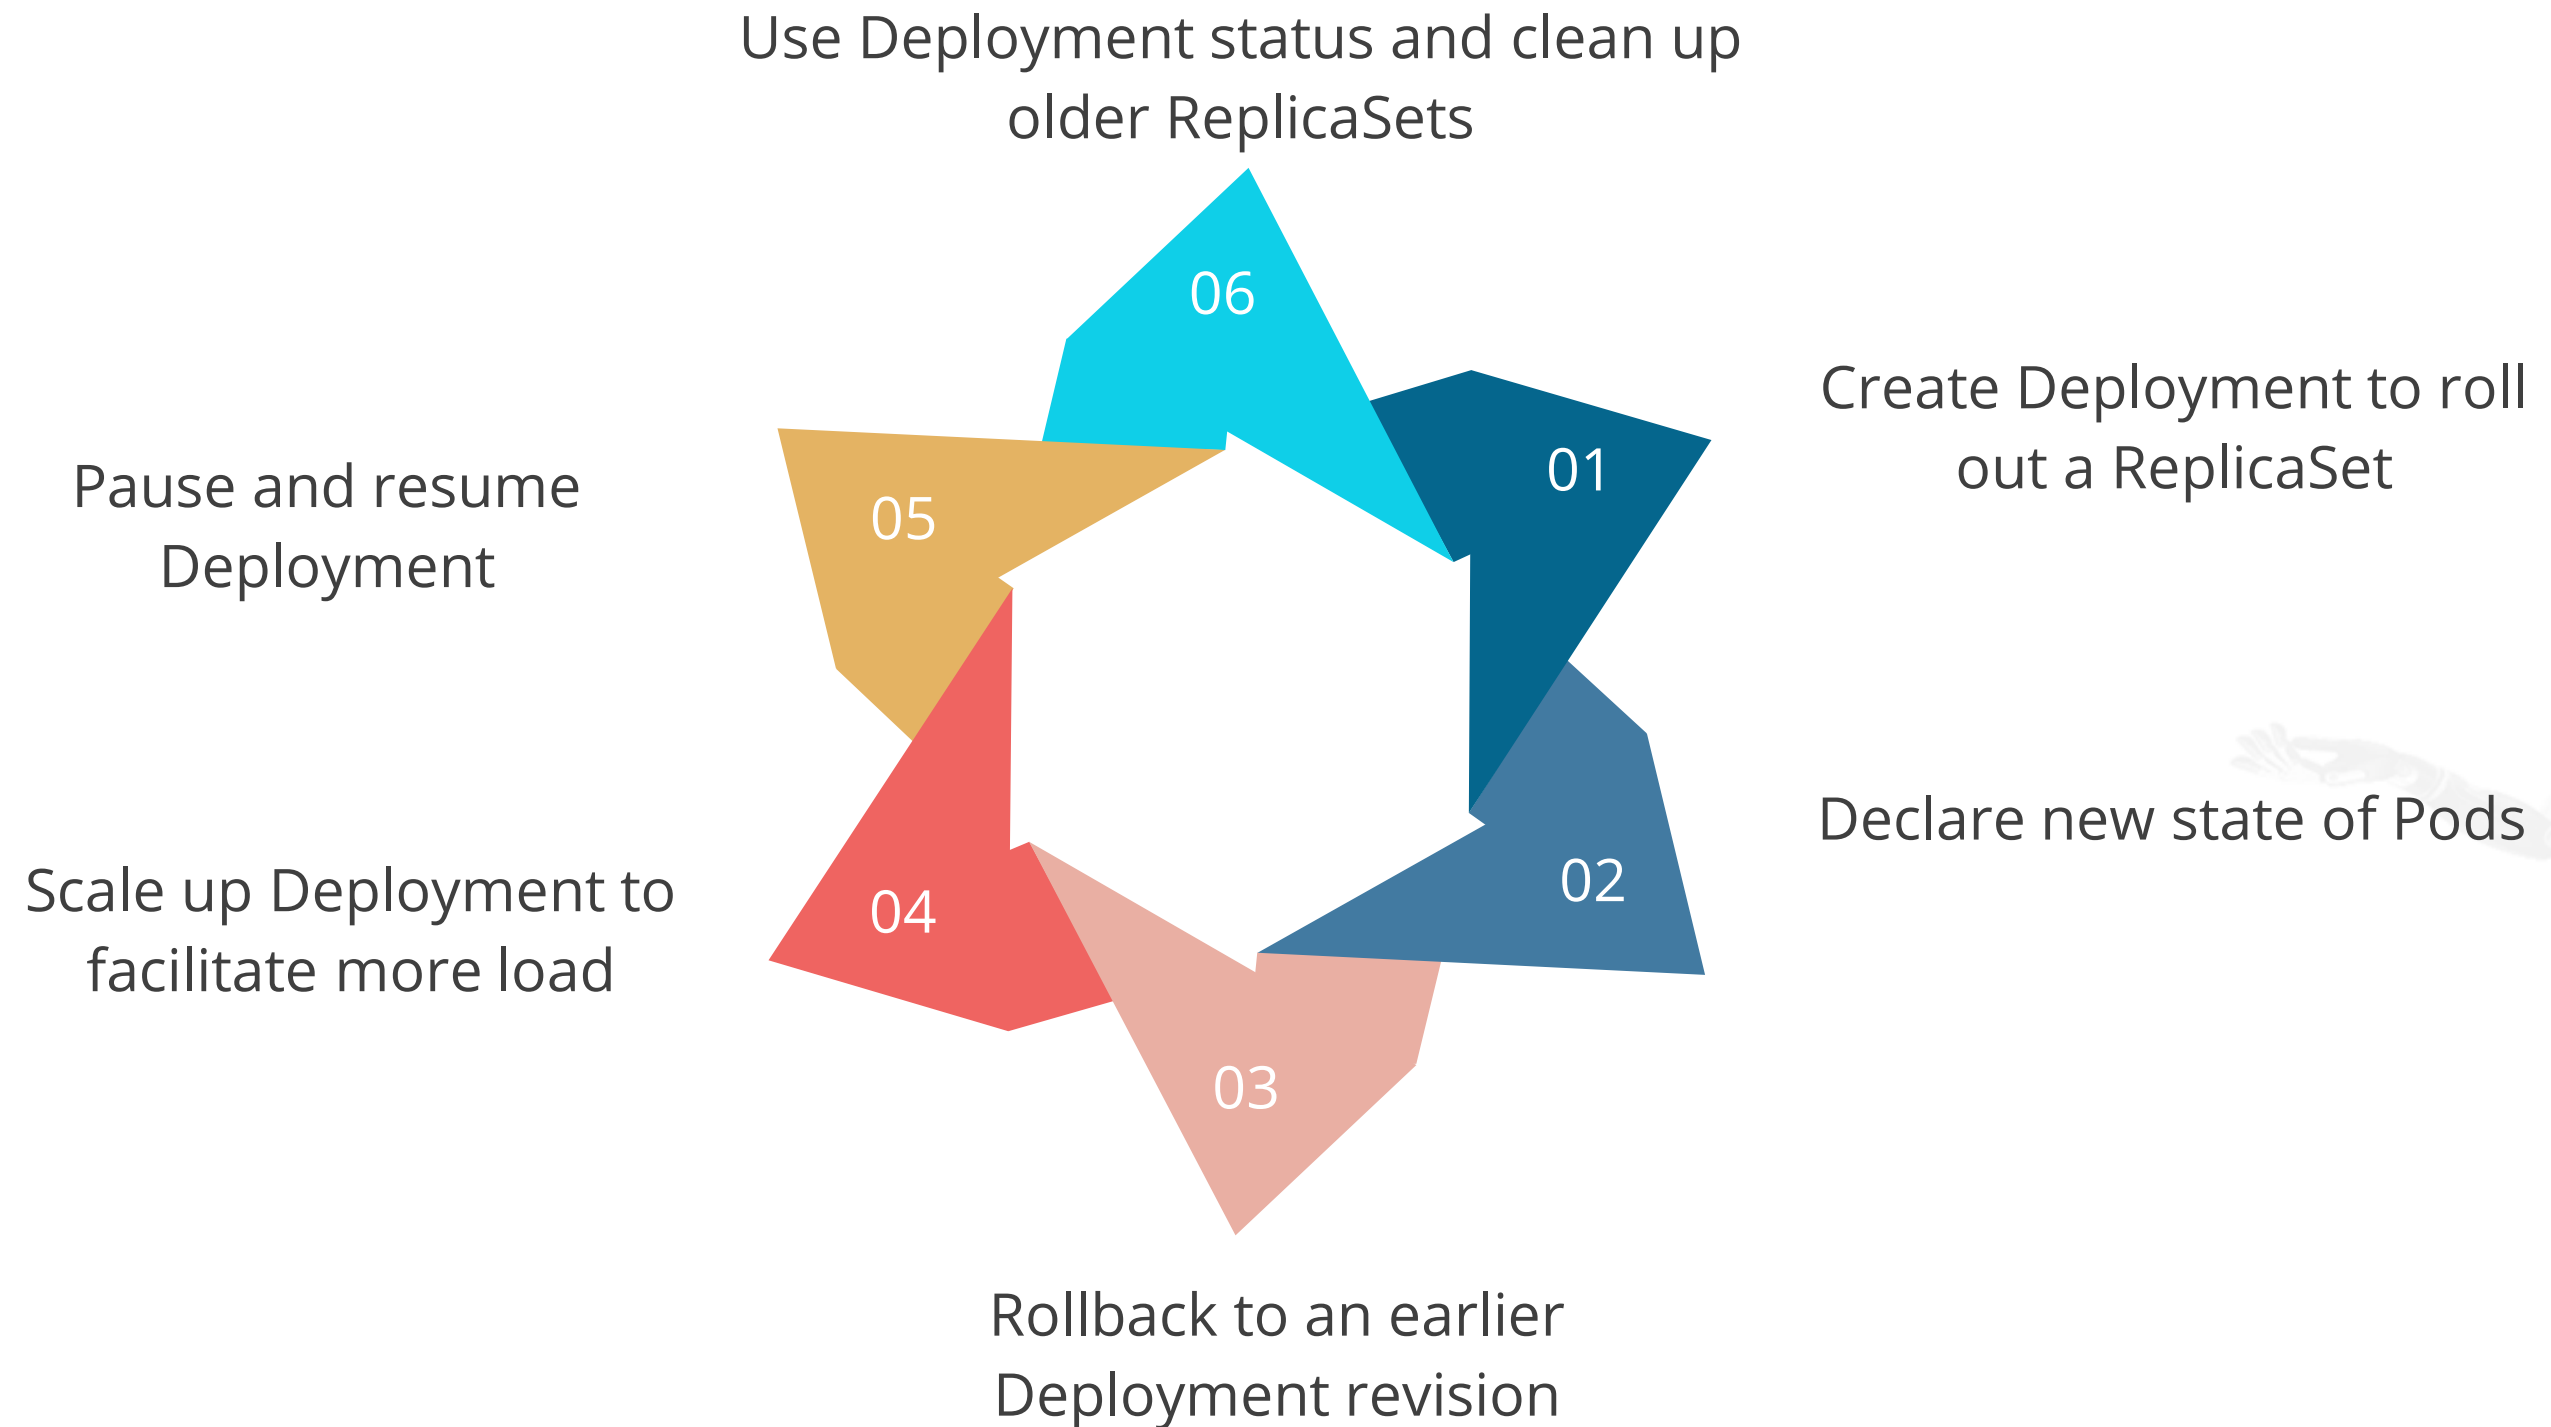 Use Deployment status and clean up
older ReplicaSets
06
01
Create Deployment to roll
out a ReplicaSet
05
Pause and resume
Deployment
02
Declare new state of Pods
04
Scale up Deployment to
facilitate more load
03
Rollback to an earlier
Deployment revision